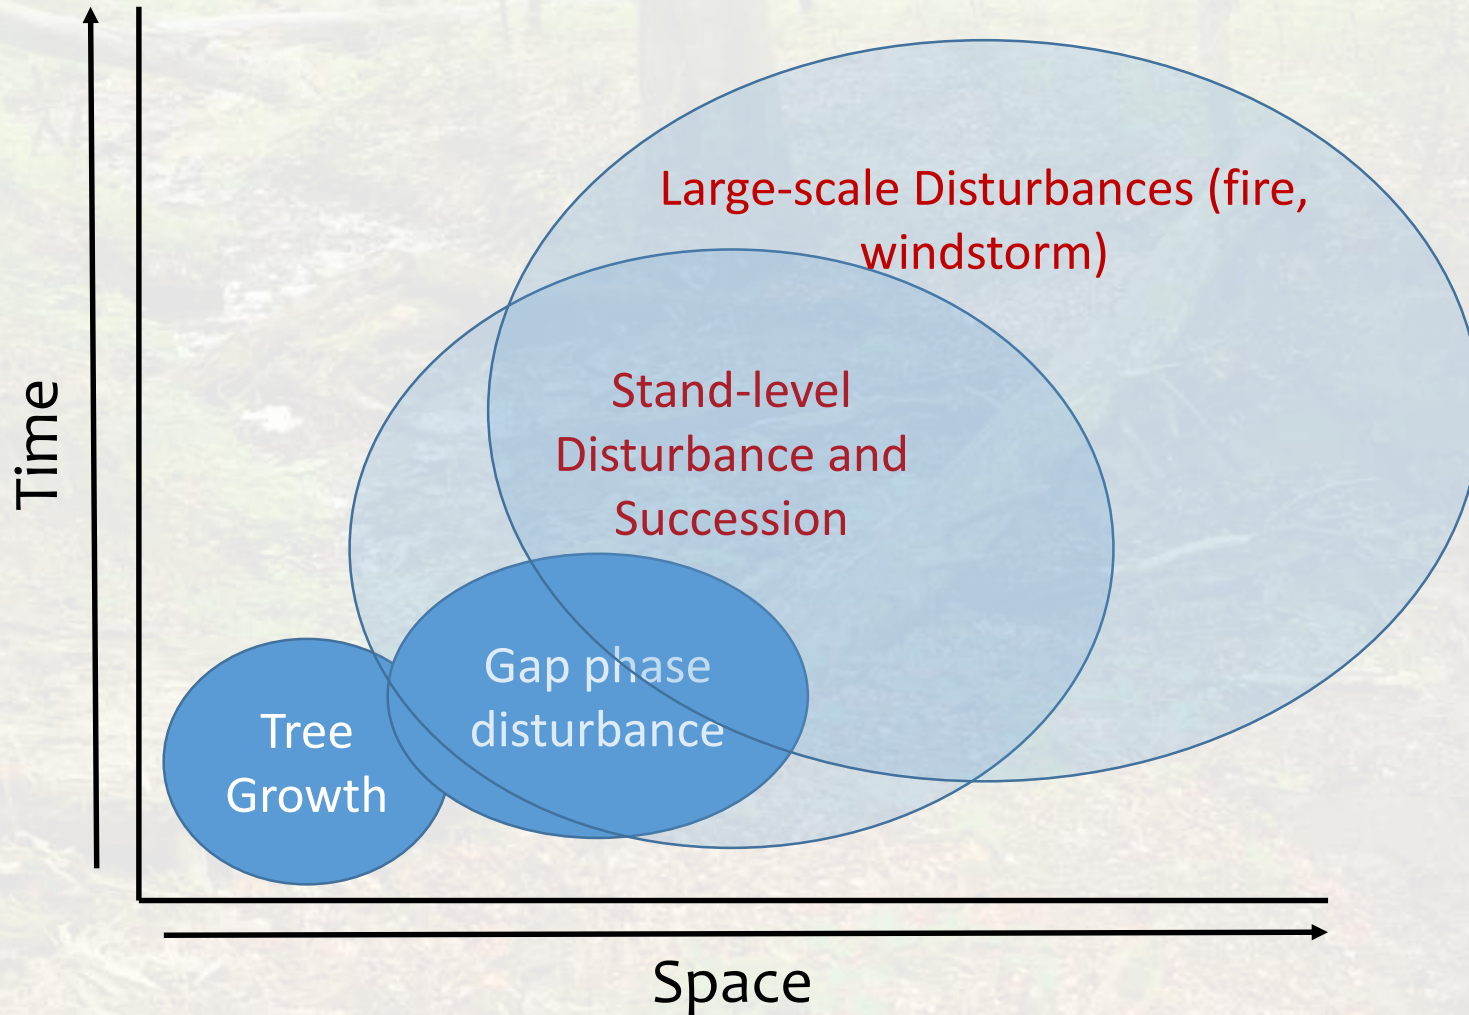 Large-scale Disturbances (fire,
windstorm)
Stand-level
Disturbance and
Succession
Gap phase
disturbance
Tree
Growth
Time
Space